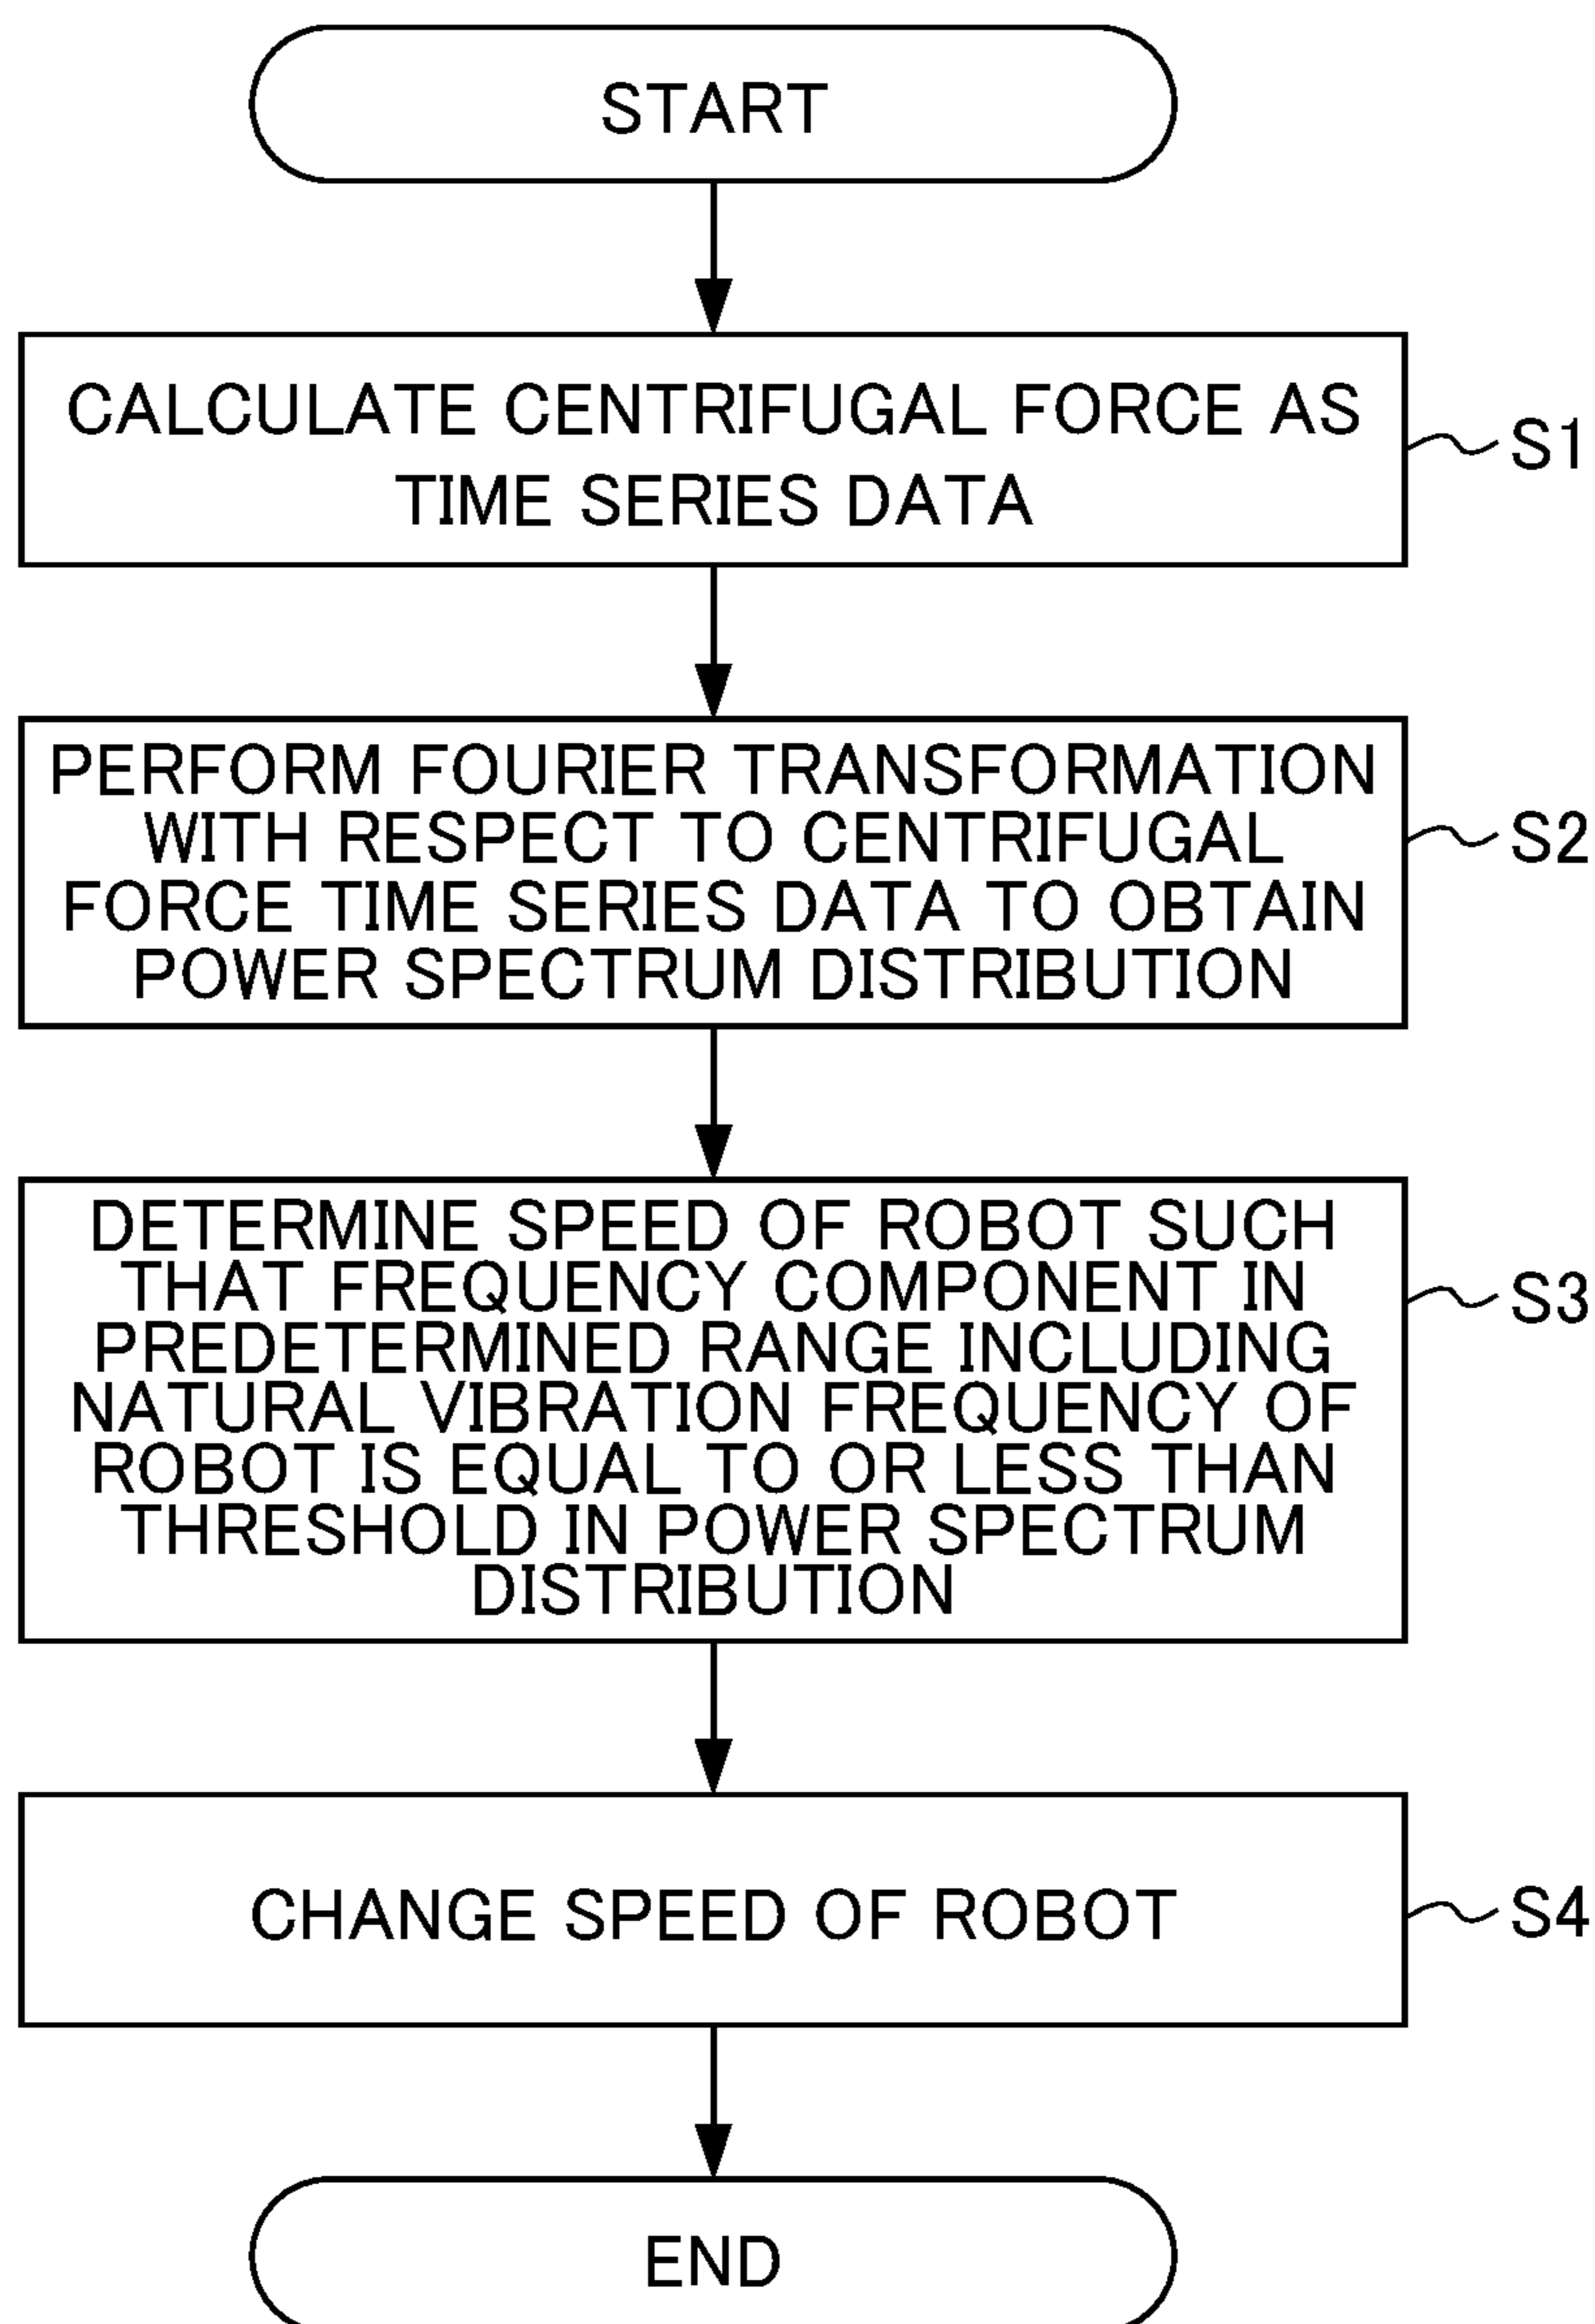 START
CALCULATE CENTRIFUGAL FORCE AS
TIME SERIES DATA
S1
PERFORM FOURIER TRANSFORMATION
WITH RESPECT TO CENTRIFUGAL
FORCE TIME SERIES DATA TO OBTAIN
POWER SPECTRUM DISTRIBUTION
S2
DETERMINE SPEED OF ROBOT SUCH
THAT FREQUENCY COMPONENT IN
PREDETERMINED RANGE INCLUDING
NATURAL VIBRATION FREQUENCY OF
ROBOT IS EQUAL TO OR LESS THAN
THRESHOLD IN POWER SPECTRUM
DISTRIBUTION
S3
CHANGE SPEED OF ROBOT
S4
END